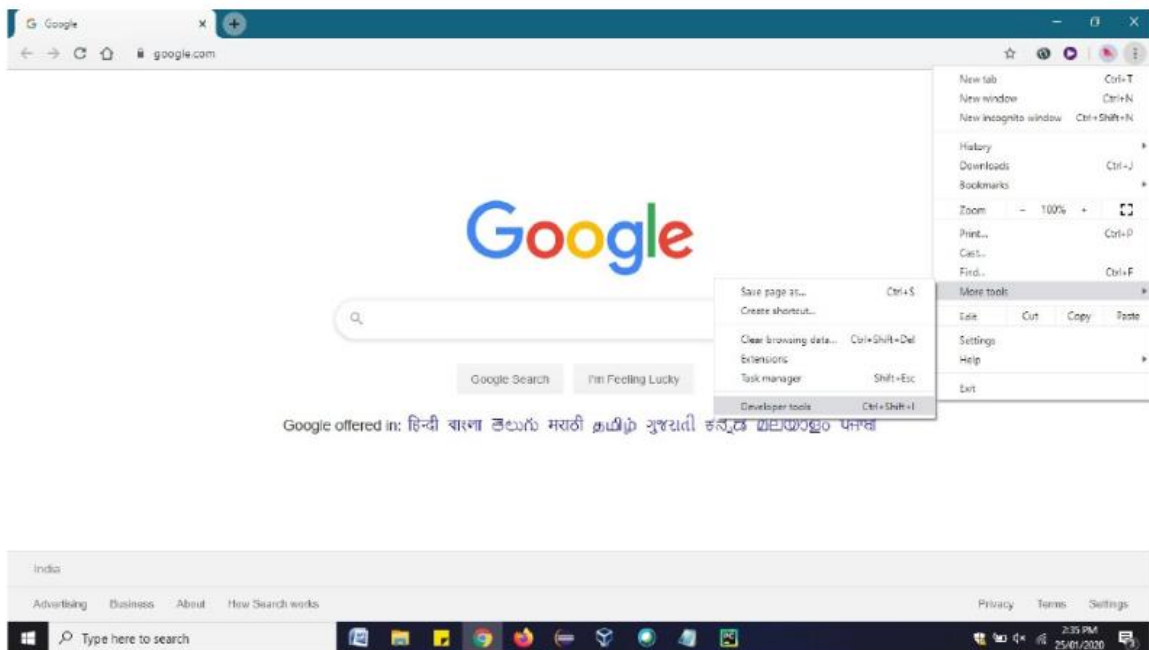 Google
google.com
New tab Ctrl+T
New window Ctrl+N
New incognito window Ctrl+Shift+N
History
Downloads Ctrl+J
Bookmarks
Zoom - 100% +
Print... Ctrl+P
Cast...
Find... Ctrl+F
More tools
Edit Cut Copy Paste
Settings
Help
Exit
Google
Save page as... Ctrl+S
Create shortcut...
Clear browsing data... Ctrl+Shift+Del
Extensions
Task manager Shift+Esc
Developer tools Ctrl+Shift+I
Google Search I'm Feeling Lucky
Google offered in: हिन्दी বাংলা తెలుగు मराठी தமிழ் ગુજરાતી ಕನ್ನಡ മലയാളം ਪੰਜਾਬੀ
India
Advertising Business About How Search works
Privacy Terms Settings
Type here to search
2:35 PM
25/01/2020